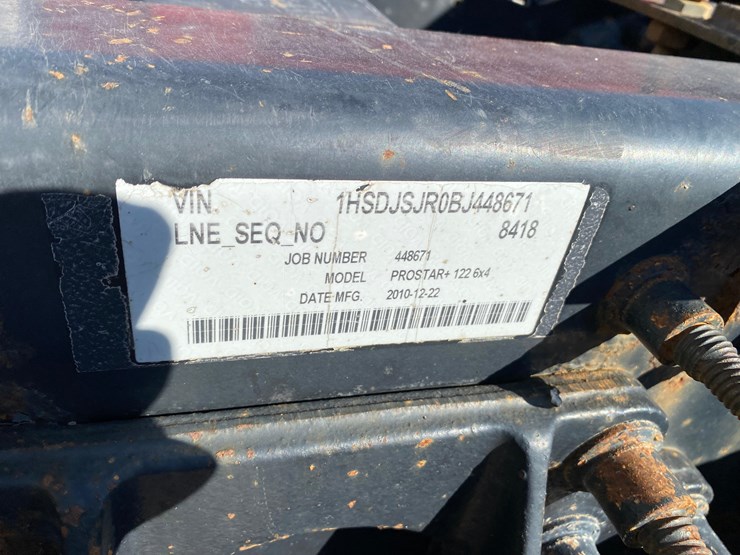 VIN. 1HSDJSJR0BJ448671
LNE_SEQ_NO 8418
JOB NUMBER 448671
MODEL PROSTAR+ 122 6x4
DATE MFG. 2010-12-22